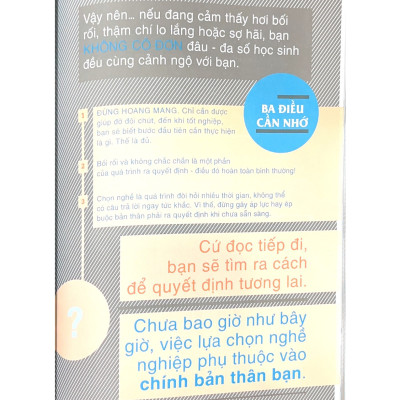 Vậy nên... nếu đang cảm thấy hơi bối
rối, thậm chí lo lắng hoặc sợ hãi, bạn
KHÔNG CÔ ĐƠN đâu - đa số học sinh
đều cùng cảnh ngộ với bạn.
BA ĐIỀU
CẦN NHỚ
1 ĐỪNG HOANG MANG. Chỉ cần được
giúp đỡ đôi chút, đến khi tốt nghiệp,
bạn sẽ biết bước đầu tiên cần thực hiện
là gì. Thế là đủ.
2 Bối rối và không chắc chắn là một phần
của quá trình ra quyết định - điều đó hoàn toàn bình thường!
3 Chọn nghề là quá trình đòi hỏi nhiều thời gian, không thể
có câu trả lời ngay tức khắc. Vì thế, đừng gây áp lực hay ép
buộc bản thân phải ra quyết định khi chưa sẵn sàng.
Cứ đọc tiếp đi,
bạn sẽ tìm ra cách
để quyết định tương lai.
?
Chưa bao giờ như bây
giờ, việc lựa chọn nghề
nghiệp phụ thuộc vào
chính bản thân bạn.